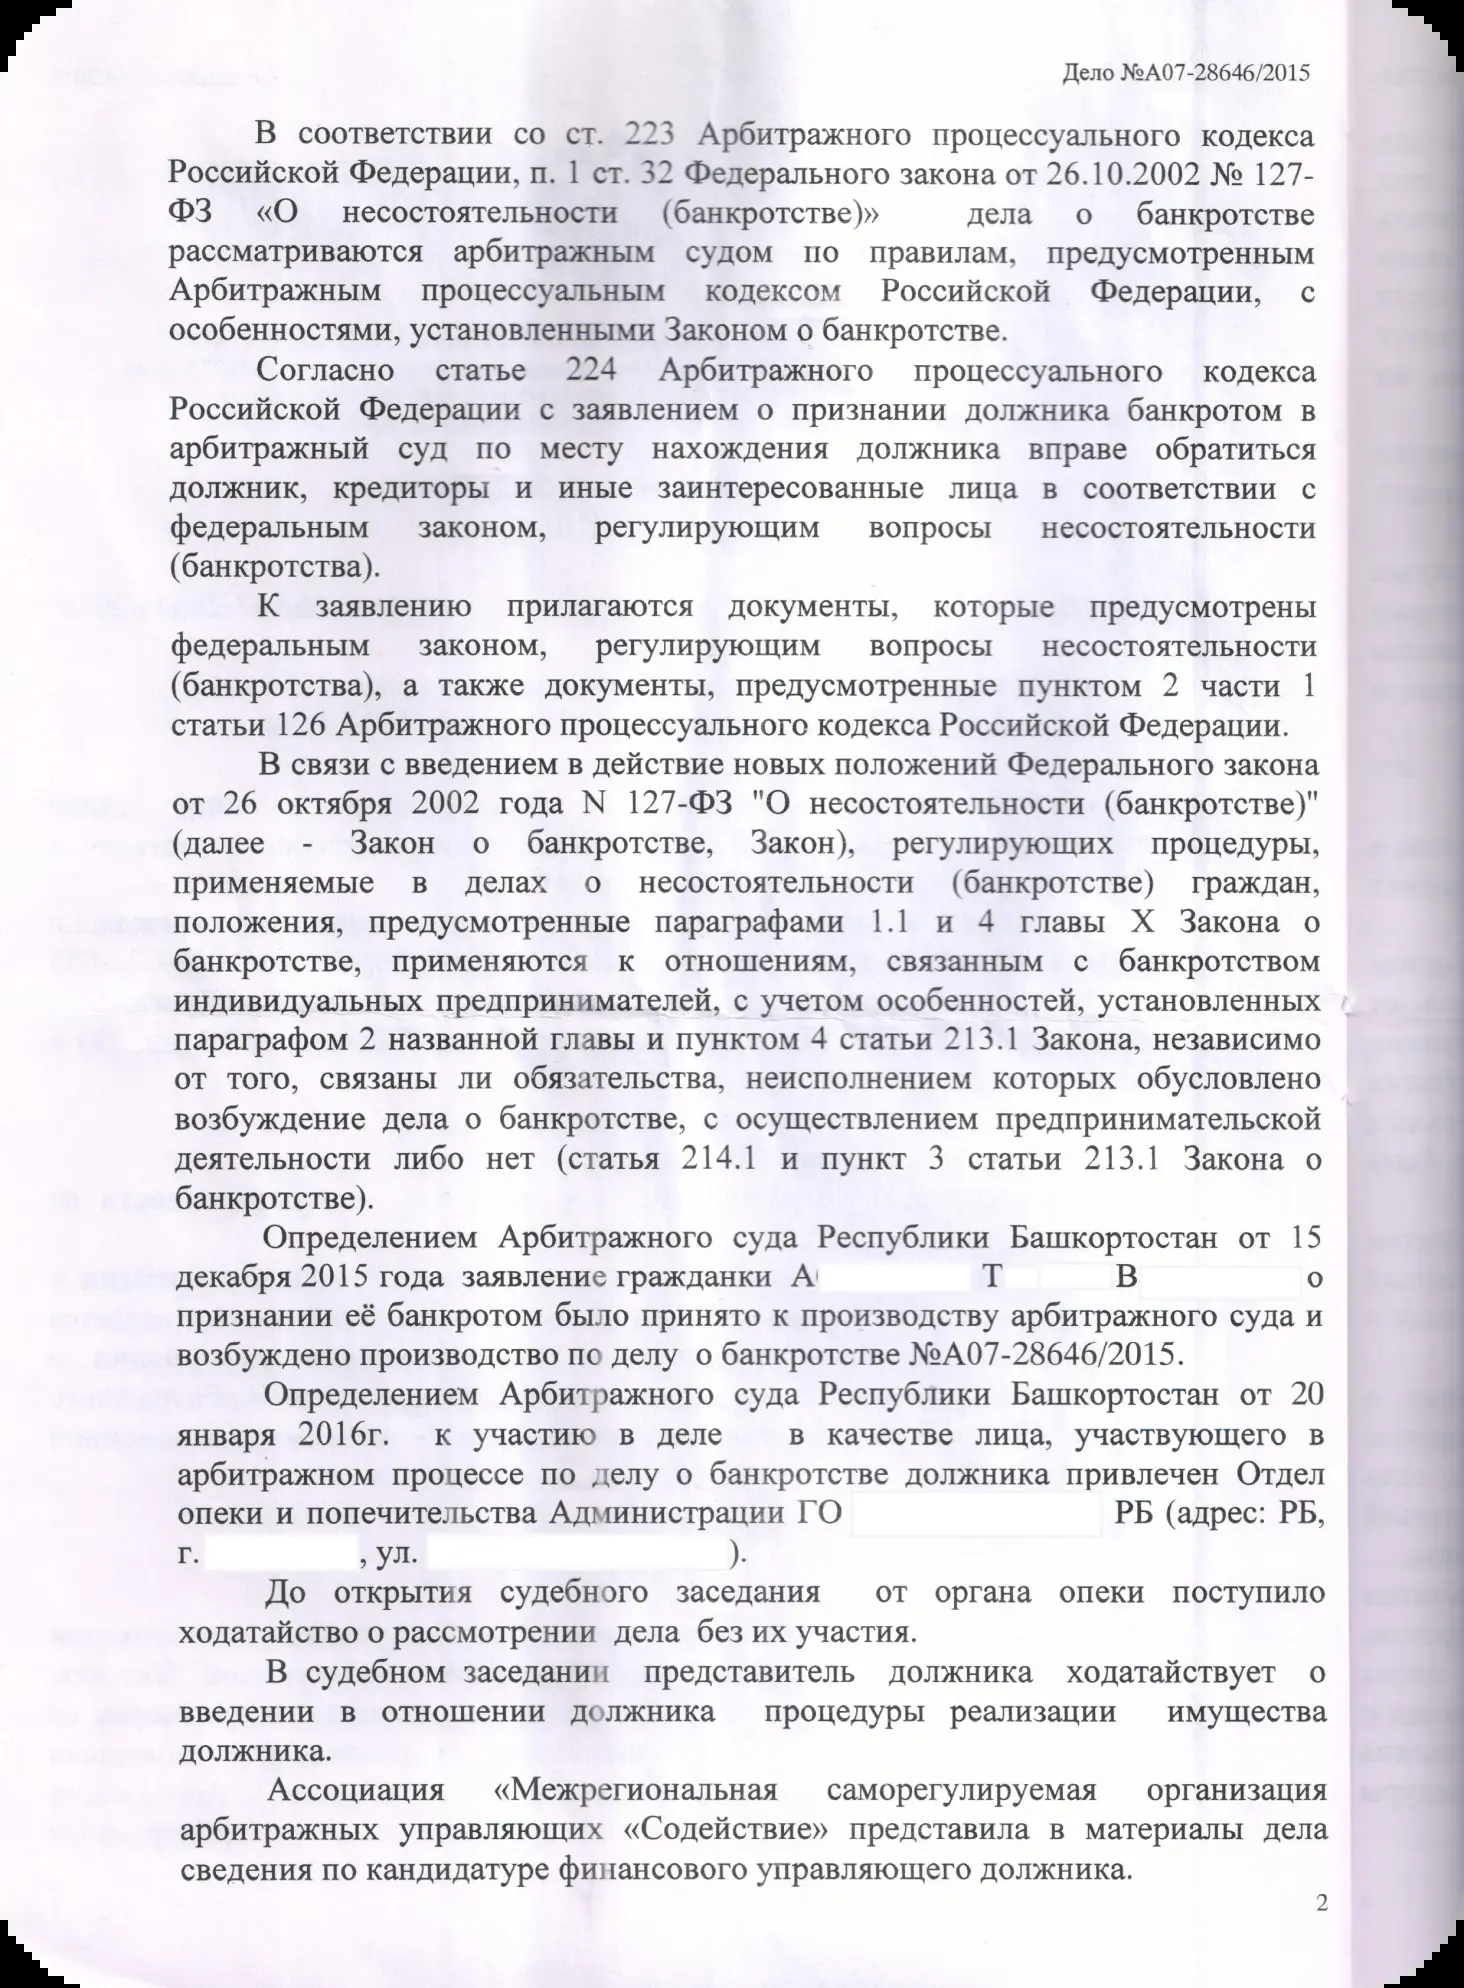 Дело №А07-28646/2015
В соответствии со ст. 223 Арбитражного процессуального кодекса
Российской Федерации, п. 1 ст. 32 Федерального закона от 26.10.2002 № 127-
ФЗ «О несостоятельности (банкротстве)» дела о банкротстве
рассматриваются арбитражным судом по правилам, предусмотренным
Арбитражным процессуальным кодексом Российской Федерации, с
особенностями, установленными Законом о банкротстве.
Согласно статье 224 Арбитражного процессуального кодекса
Российской Федерации с заявлением о признании должника банкротом в
арбитражный суд по месту нахождения должника вправе обратиться
должник, кредиторы и иные заинтересованные лица в соответствии с
федеральным законом, регулирующим вопросы несостоятельности
(банкротства).
К заявлению прилагаются документы, которые предусмотрены
федеральным законом, регулирующим вопросы несостоятельности
(банкротства), а также документы, предусмотренные пунктом 2 части 1
статьи 126 Арбитражного процессуального кодекса Российской Федерации.
В связи с введением в действие новых положений Федерального закона
от 26 октября 2002 года N 127-ФЗ "О несостоятельности (банкротстве)"
(далее - Закон о банкротстве, Закон), регулирующих процедуры,
применяемые в делах о несостоятельности (банкротстве) граждан,
положения, предусмотренные параграфами 1.1 и 4 главы X Закона о
банкротстве, применяются к отношениям, связанным с банкротством
индивидуальных предпринимателей, с учетом особенностей, установленных
параграфом 2 названной главы и пунктом 4 статьи 213.1 Закона, независимо
от того, связаны ли обязательства, неисполнением которых обусловлено
возбуждение дела о банкротстве, с осуществлением предпринимательской
деятельности либо нет (статья 214.1 и пункт 3 статьи 213.1 Закона о
банкротстве).
Определением Арбитражного суда Республики Башкортостан от 15
декабря 2015 года заявление гражданки А Т В о
признании её банкротом было принято к производству арбитражного суда и
возбуждено производство по делу о банкротстве №А07-28646/2015.
Определением Арбитражного суда Республики Башкортостан от 20
января 2016г. к участию в деле в качестве лица, участвующего в
арбитражном процессе по делу о банкротстве должника привлечен Отдел
опеки и попечительства Администрации ГО РБ (адрес: РБ,
г. , ул. ).
До открытия судебного заседания от органа опеки поступило
ходатайство о рассмотрении дела без их участия.
В судебном заседании представитель должника ходатайствует о
введении в отношении должника процедуры реализации имущества
должника.
Ассоциация «Межрегиональная саморегулируемая организация
арбитражных управляющих «Содействие» представила в материалы дела
сведения по кандидатуре финансового управляющего должника.
2